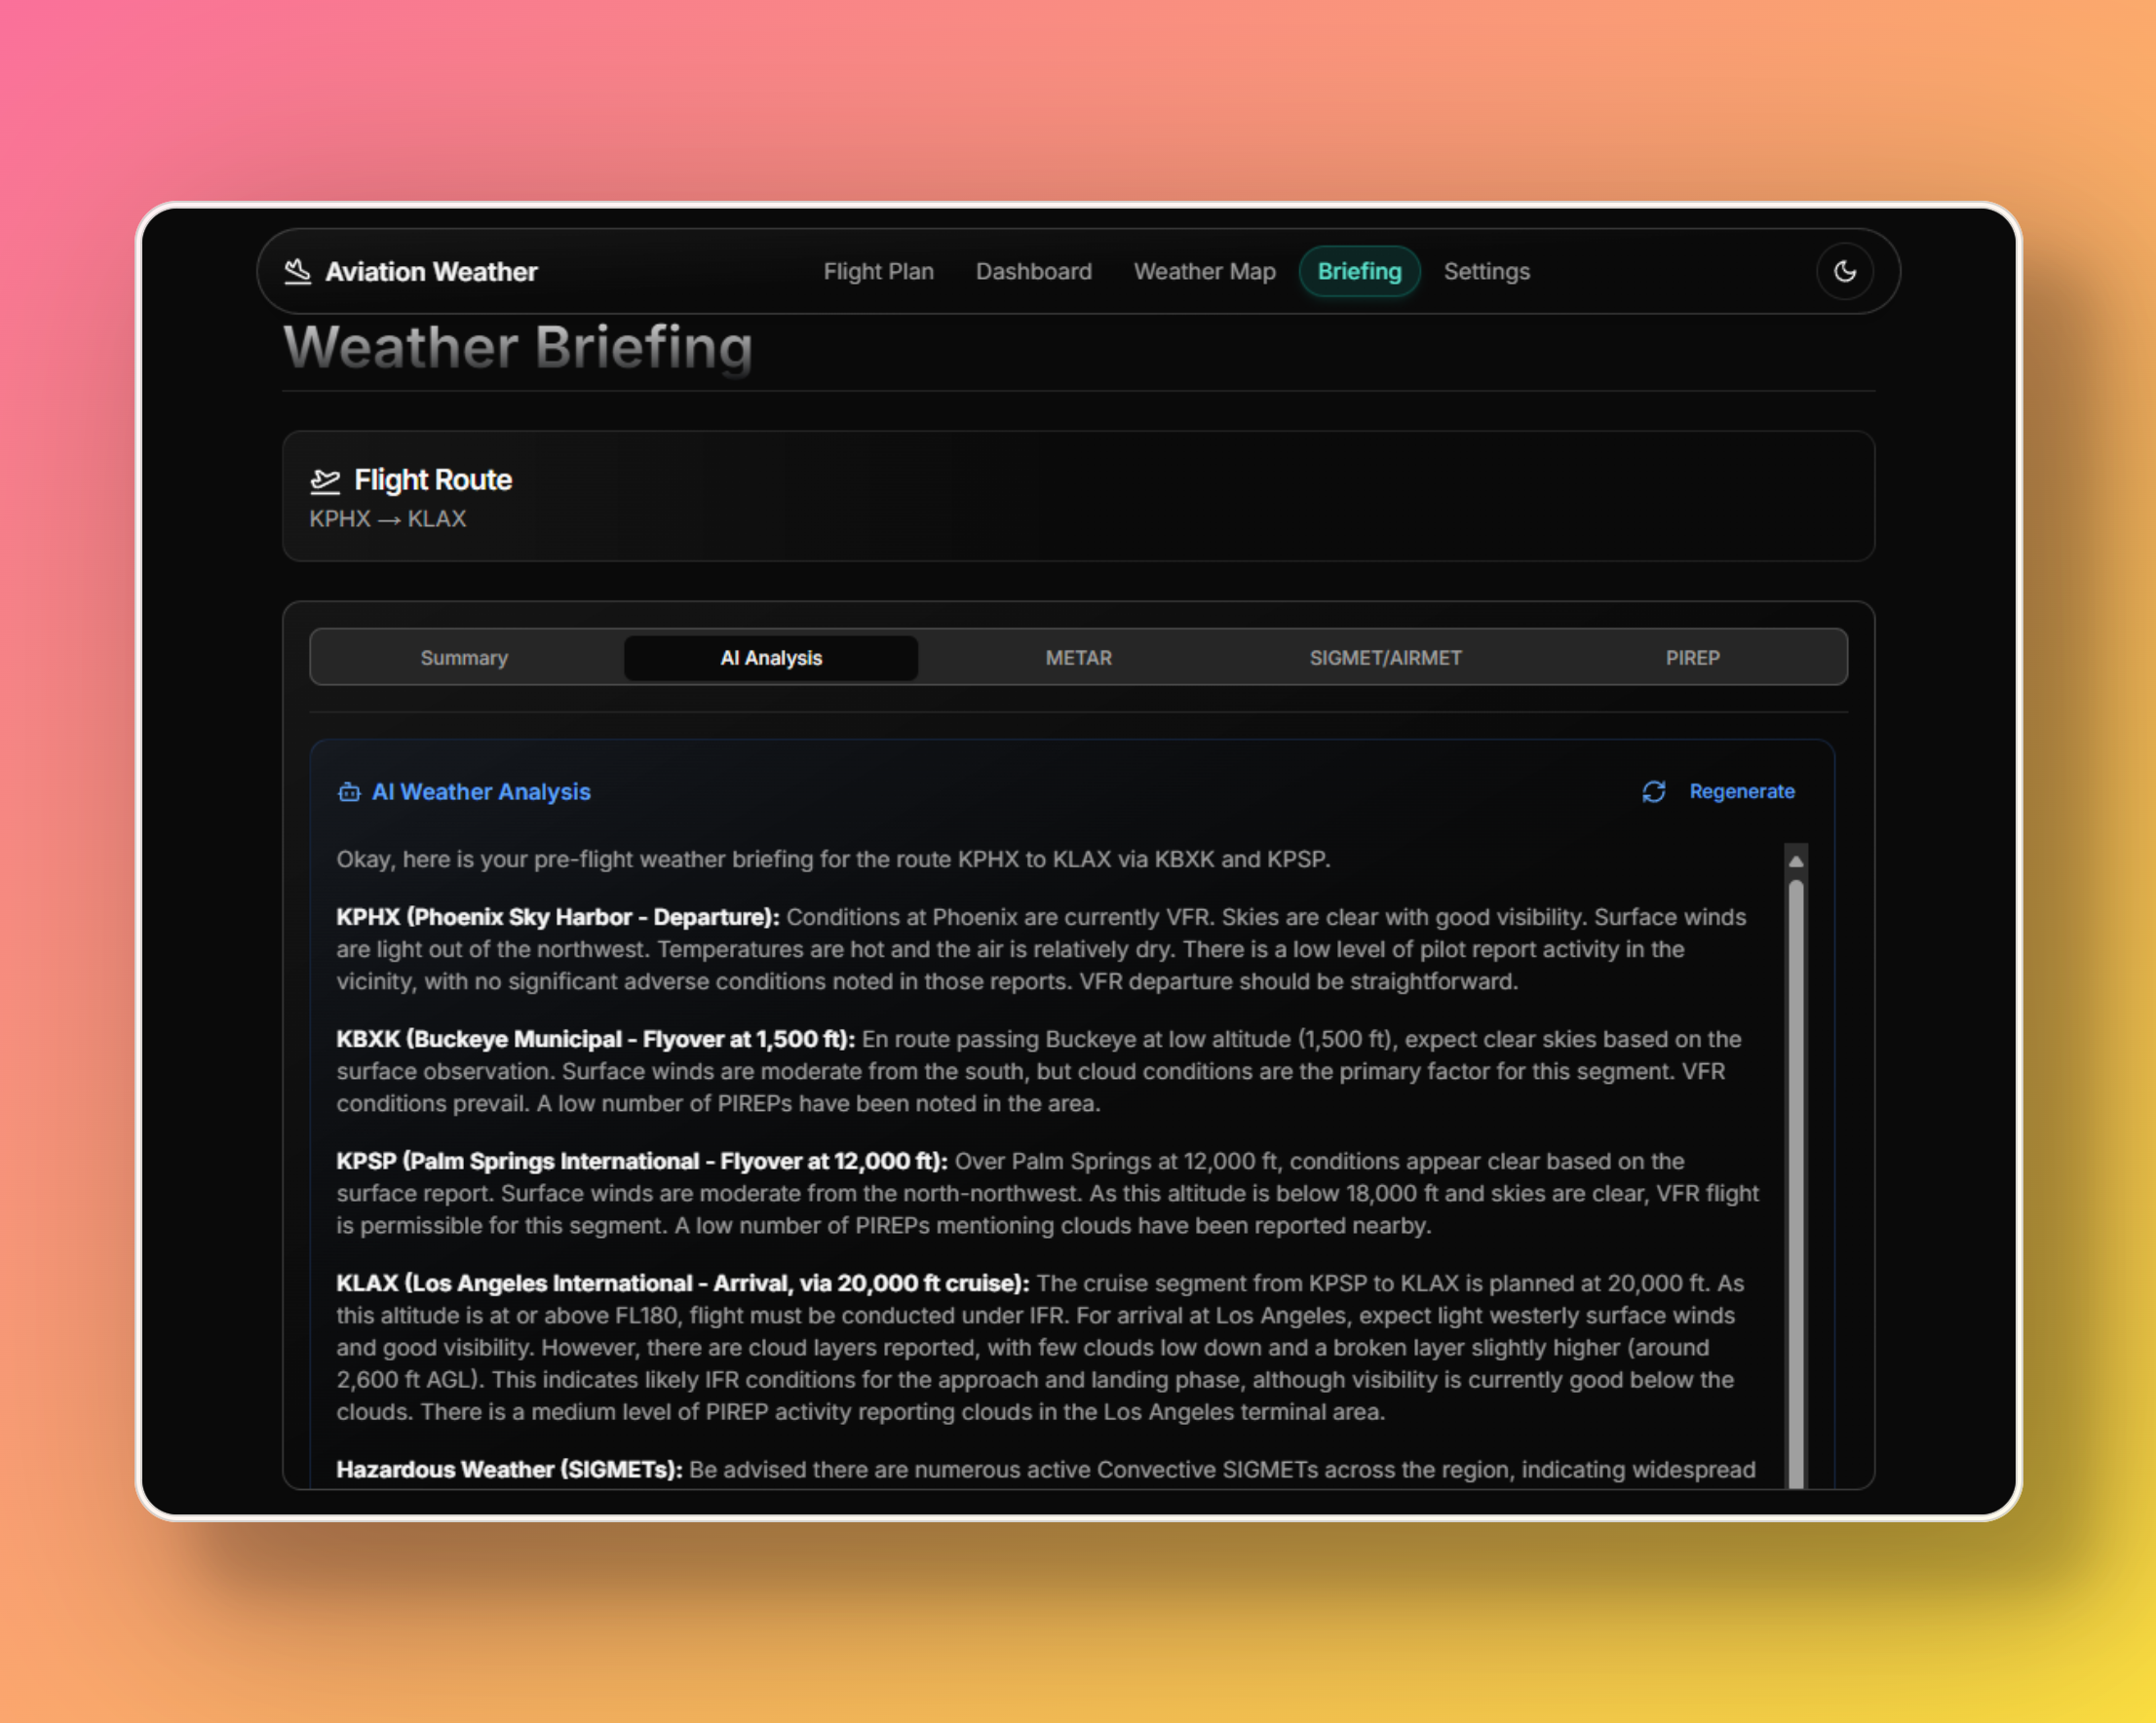 Aviation Weather
Flight Plan
Dashboard
Weather Map
Briefing
Settings
Weather Briefing
Flight Route
KPHX → KLAX
Summary
AI Analysis
METAR
SIGMET/AIRMET
PIREP
AI Weather Analysis
Regenerate
Okay, here is your pre-flight weather briefing for the route KPHX to KLAX via KBXK and KPSP.
KPHX (Phoenix Sky Harbor - Departure): Conditions at Phoenix are currently VFR. Skies are clear with good visibility. Surface winds
are light out of the northwest. Temperatures are hot and the air is relatively dry. There is a low level of pilot report activity in the
vicinity, with no significant adverse conditions noted in those reports. VFR departure should be straightforward.
KBXK (Buckeye Municipal - Flyover at 1,500 ft): En route passing Buckeye at low altitude (1,500 ft), expect clear skies based on the
surface observation. Surface winds are moderate from the south, but cloud conditions are the primary factor for this segment. VFR
conditions prevail. A low number of PIREPs have been noted in the area.
KPSP (Palm Springs International - Flyover at 12,000 ft): Over Palm Springs at 12,000 ft, conditions appear clear based on the
surface report. Surface winds are moderate from the north-northwest. As this altitude is below 18,000 ft and skies are clear, VFR flight
is permissible for this segment. A low number of PIREPs mentioning clouds have been reported nearby.
KLAX (Los Angeles International - Arrival, via 20,000 ft cruise): The cruise segment from KPSP to KLAX is planned at 20,000 ft. As
this altitude is at or above FL180, flight must be conducted under IFR. For arrival at Los Angeles, expect light westerly surface winds
and good visibility. However, there are cloud layers reported, with few clouds low down and a broken layer slightly higher (around
2,600 ft AGL). This indicates likely IFR conditions for the approach and landing phase, although visibility is currently good below the
clouds. There is a medium level of PIREP activity reporting clouds in the Los Angeles terminal area.
Hazardous Weather (SIGMETs): Be advised there are numerous active Convective SIGMETs across the region, indicating widespread